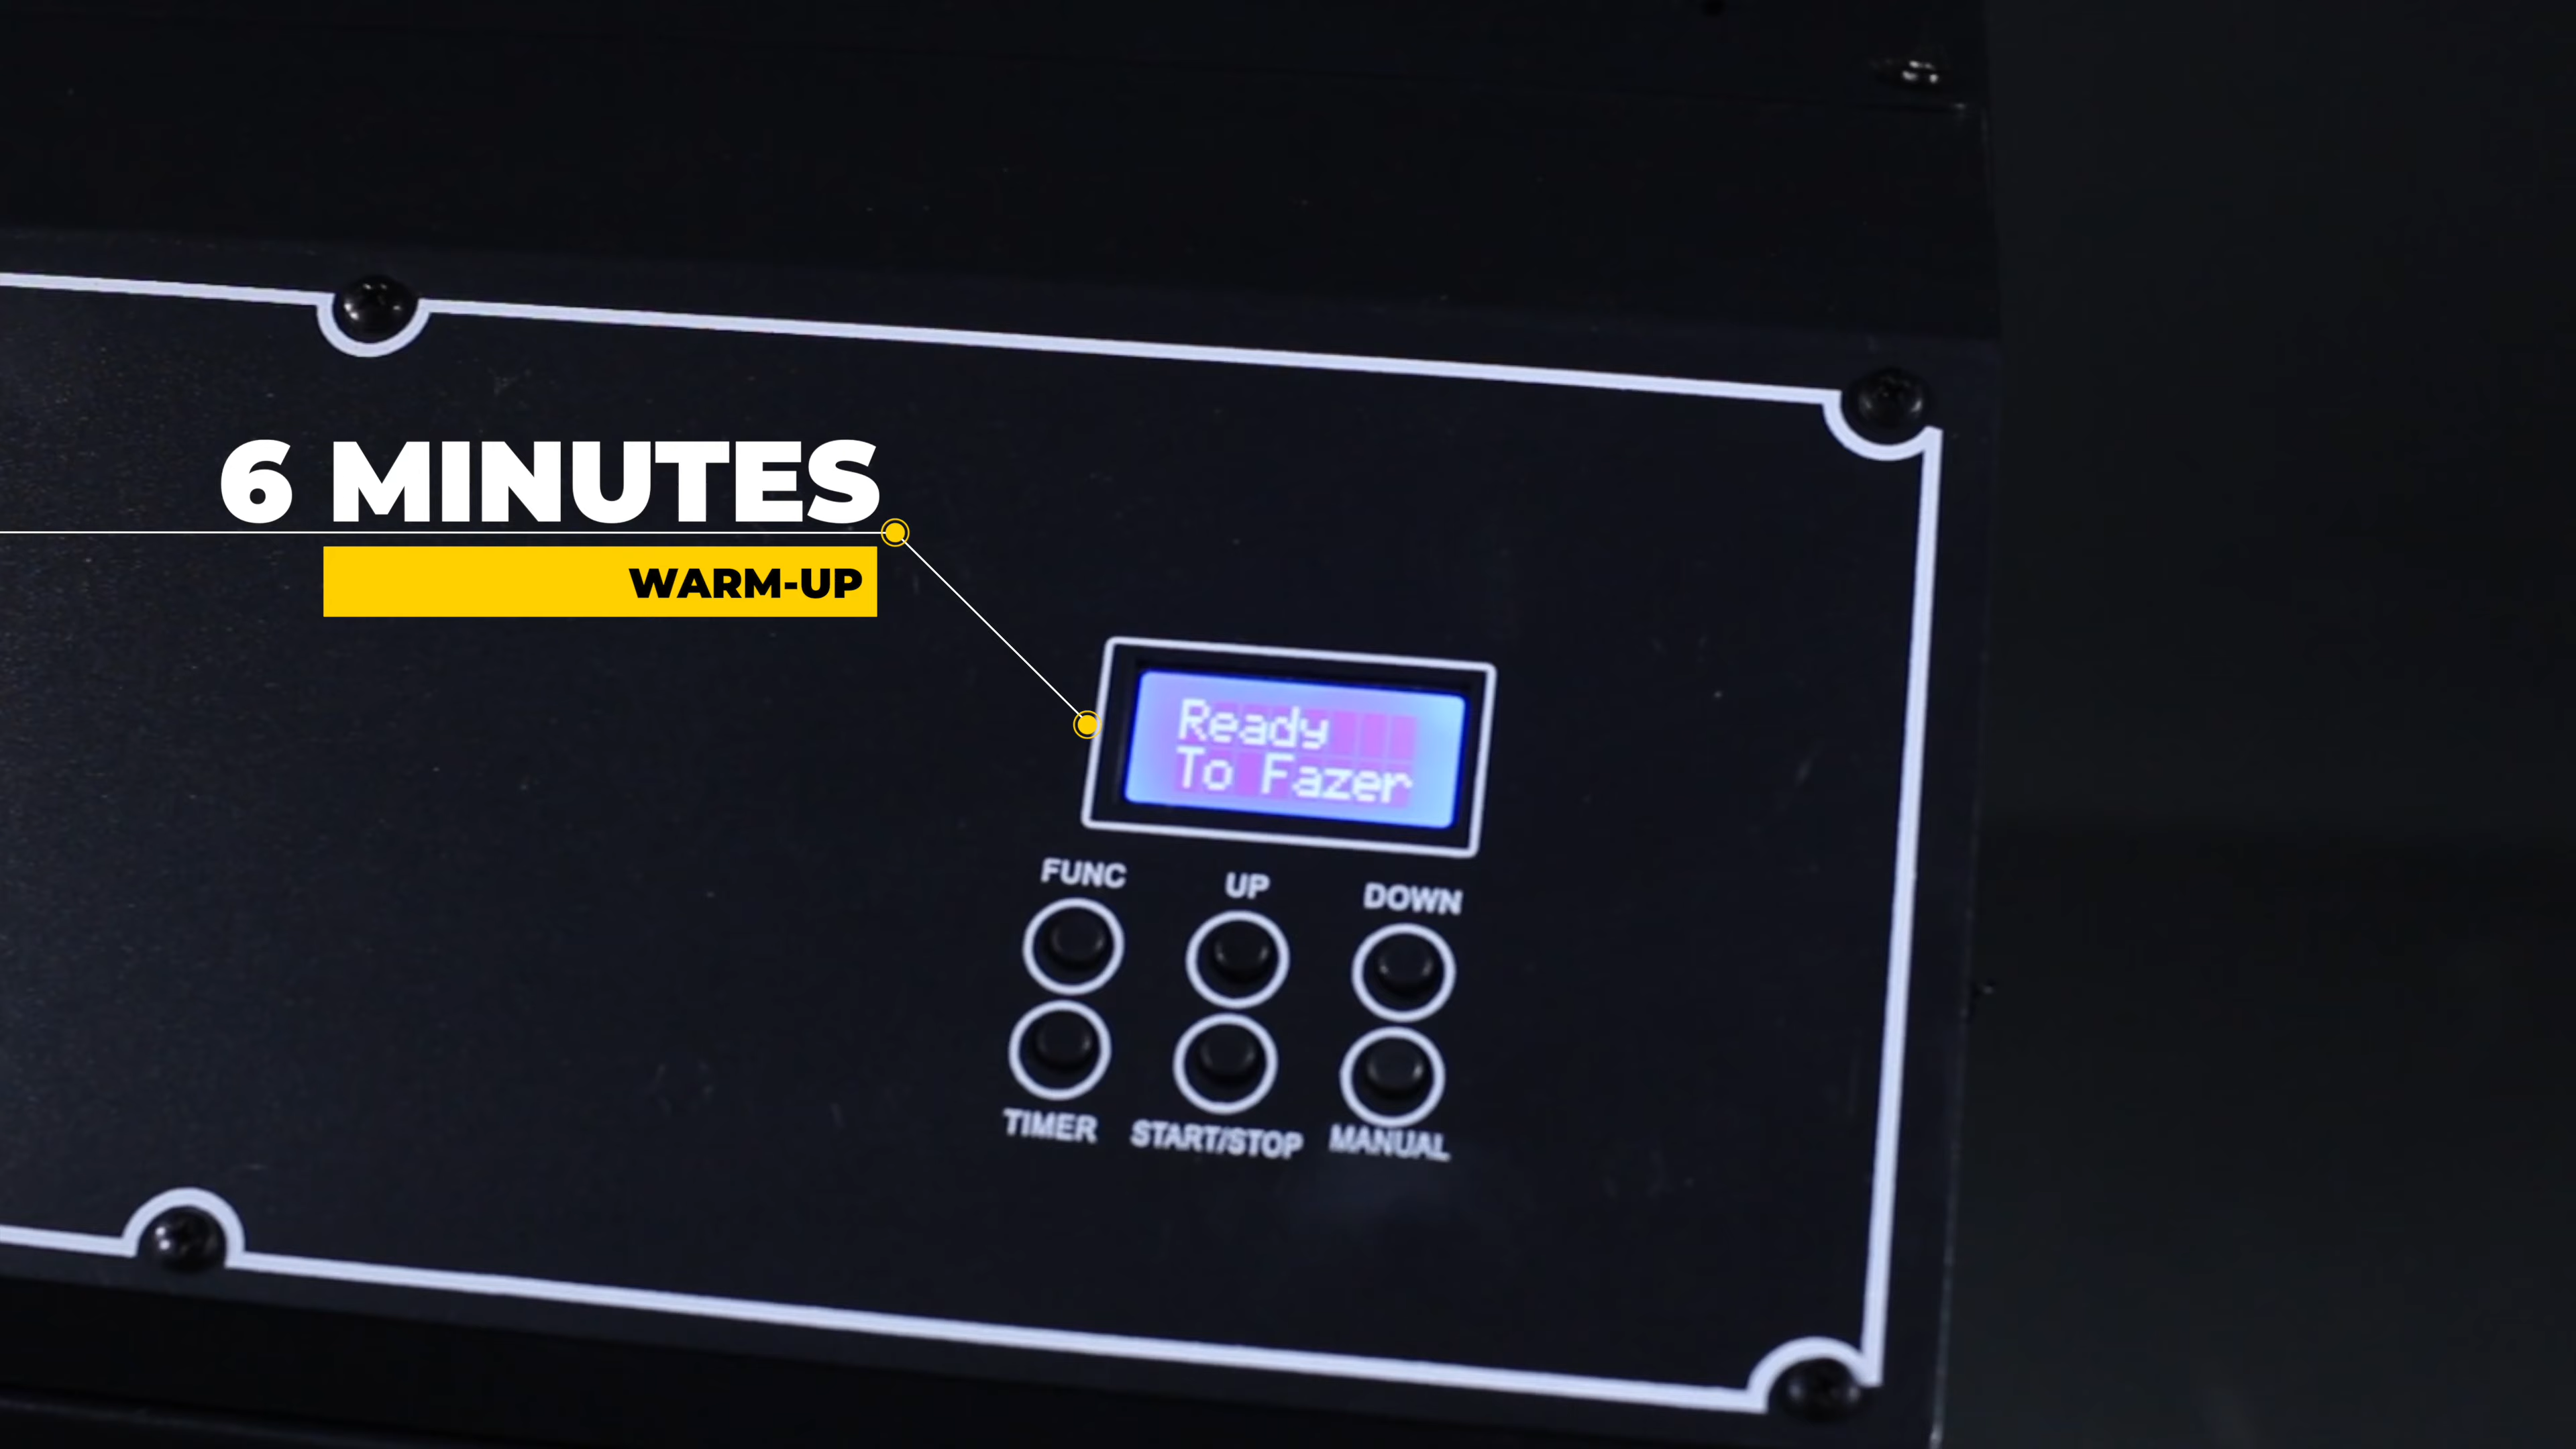 6 MINUTES
WARM-UP
Ready
To Fazer
FUNC UP DOWN
TIMER START/STOP MANUAL